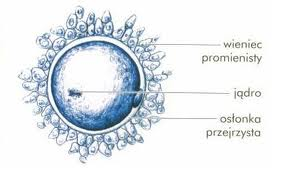 wieniec
promienisty
jądro
osłonka
przejrzysta